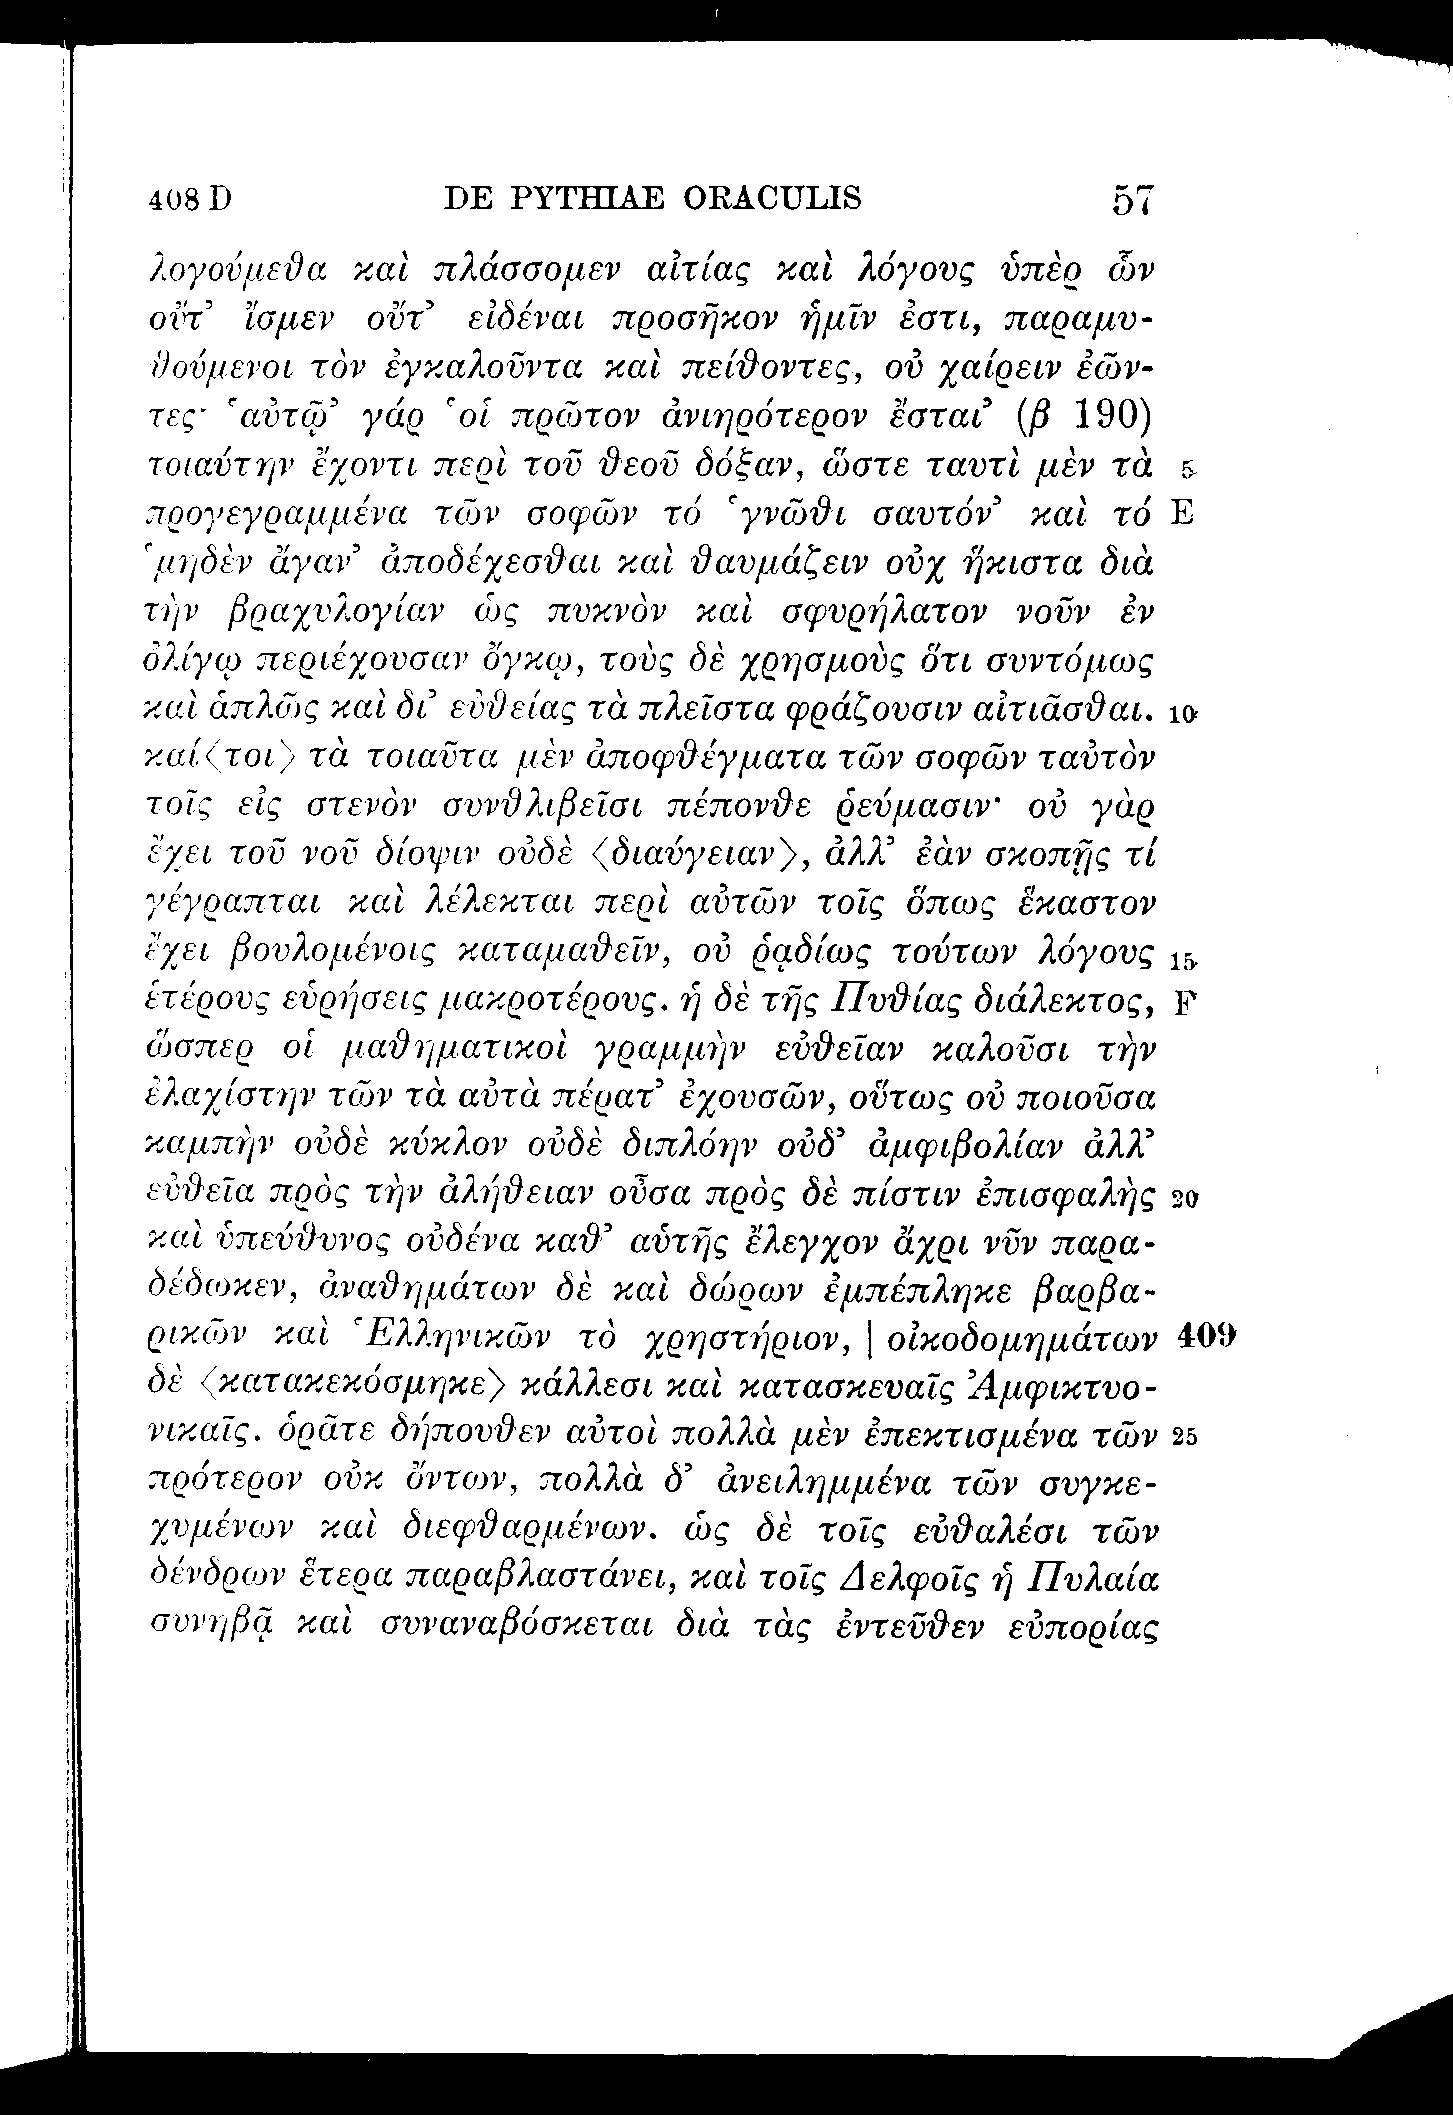 408 D DE PYTHIAE ORACULIS 57
λογούμεθα καὶ πλάσσομεν αἰτίας καὶ λόγους ὑπὲρ ὧν
οὔτ’ ἴσμεν οὔτ’ εἰδέναι προσῆκον ἡμῖν ἐστι, παραμυ-
θούμενοι τὸν ἐγκαλοῦντα καὶ πείθοντες, οὐ χαίρειν ἐῶν-
τες· ‘αὐτῷ’ γάρ ‘οἱ πρῶτον ἀνιηρότερον ἔσται’ (β 190)
τοιαύτην ἔχοντι περὶ τοῦ θεοῦ δόξαν, ὥστε ταυτὶ μὲν τὰ 5
προγεγραμμένα τῶν σοφῶν τό ‘γνῶθι σαυτόν’ καὶ τό E
‘μηδὲν ἄγαν’ ἀποδέχεσθαι καὶ θαυμάζειν οὐχ ἥκιστα διὰ
τὴν βραχυλογίαν ὡς πυκνὸν καὶ σφυρήλατον νοῦν ἐν
ὀλίγῳ περιέχουσαν ὄγκῳ, τοὺς δὲ χρησμοὺς ὅτι συντόμως
καὶ ἁπλῶς καὶ δι’ εὐθείας τὰ πλεῖστα φράζουσιν αἰτιᾶσθαι. 10
καί⟨τοι⟩ τὰ τοιαῦτα μὲν ἀποφθέγματα τῶν σοφῶν ταὐτὸν
τοῖς εἰς στενὸν συνθλιβεῖσι πέπονθε ῥεύμασιν· οὐ γὰρ
ἔχει τοῦ νοῦ δίοψιν οὐδὲ ⟨διαύγειαν⟩, ἀλλ’ ἐὰν σκοπῇς τί
γέγραπται καὶ λέλεκται περὶ αὐτῶν τοῖς ὅπως ἕκαστον
ἔχει βουλομένοις καταμαθεῖν, οὐ ῥᾳδίως τούτων λόγους 15
ἑτέρους εὑρήσεις μακροτέρους. ἡ δὲ τῆς Πυθίας διάλεκτος, F
ὥσπερ οἱ μαθηματικοὶ γραμμὴν εὐθεῖαν καλοῦσι τὴν
ἐλαχίστην τῶν τὰ αὐτὰ πέρατ’ ἐχουσῶν, οὕτως οὐ ποιοῦσα
καμπὴν οὐδὲ κύκλον οὐδὲ διπλόην οὐδ’ ἀμφιβολίαν ἀλλ’
εὐθεῖα πρὸς τὴν ἀλήθειαν οὖσα πρὸς δὲ πίστιν ἐπισφαλὴς 20
καὶ ὑπεύθυνος οὐδένα καθ’ αὑτῆς ἔλεγχον ἄχρι νῦν παρα-
δέδωκεν, ἀναθημάτων δὲ καὶ δώρων ἐμπέπληκε βαρβα-
ρικῶν καὶ Ἑλληνικῶν τὸ χρηστήριον, | οἰκοδομημάτων 409
δὲ ⟨κατακεκόσμηκε⟩ κάλλεσι καὶ κατασκευαῖς Ἀμφικτυο-
νικαῖς. ὁρᾶτε δήπουθεν αὐτοὶ πολλὰ μὲν ἐπεκτισμένα τῶν 25
πρότερον οὐκ ὄντων, πολλὰ δ’ ἀνειλημμένα τῶν συγκε-
χυμένων καὶ διεφθαρμένων. ὡς δὲ τοῖς εὐθαλέσι τῶν
δένδρων ἕτερα παραβλαστάνει, καὶ τοῖς Δελφοῖς ἡ Πυλαία
συνηβᾷ καὶ συναναβόσκεται διὰ τὰς ἐντεῦθεν εὐπορίας